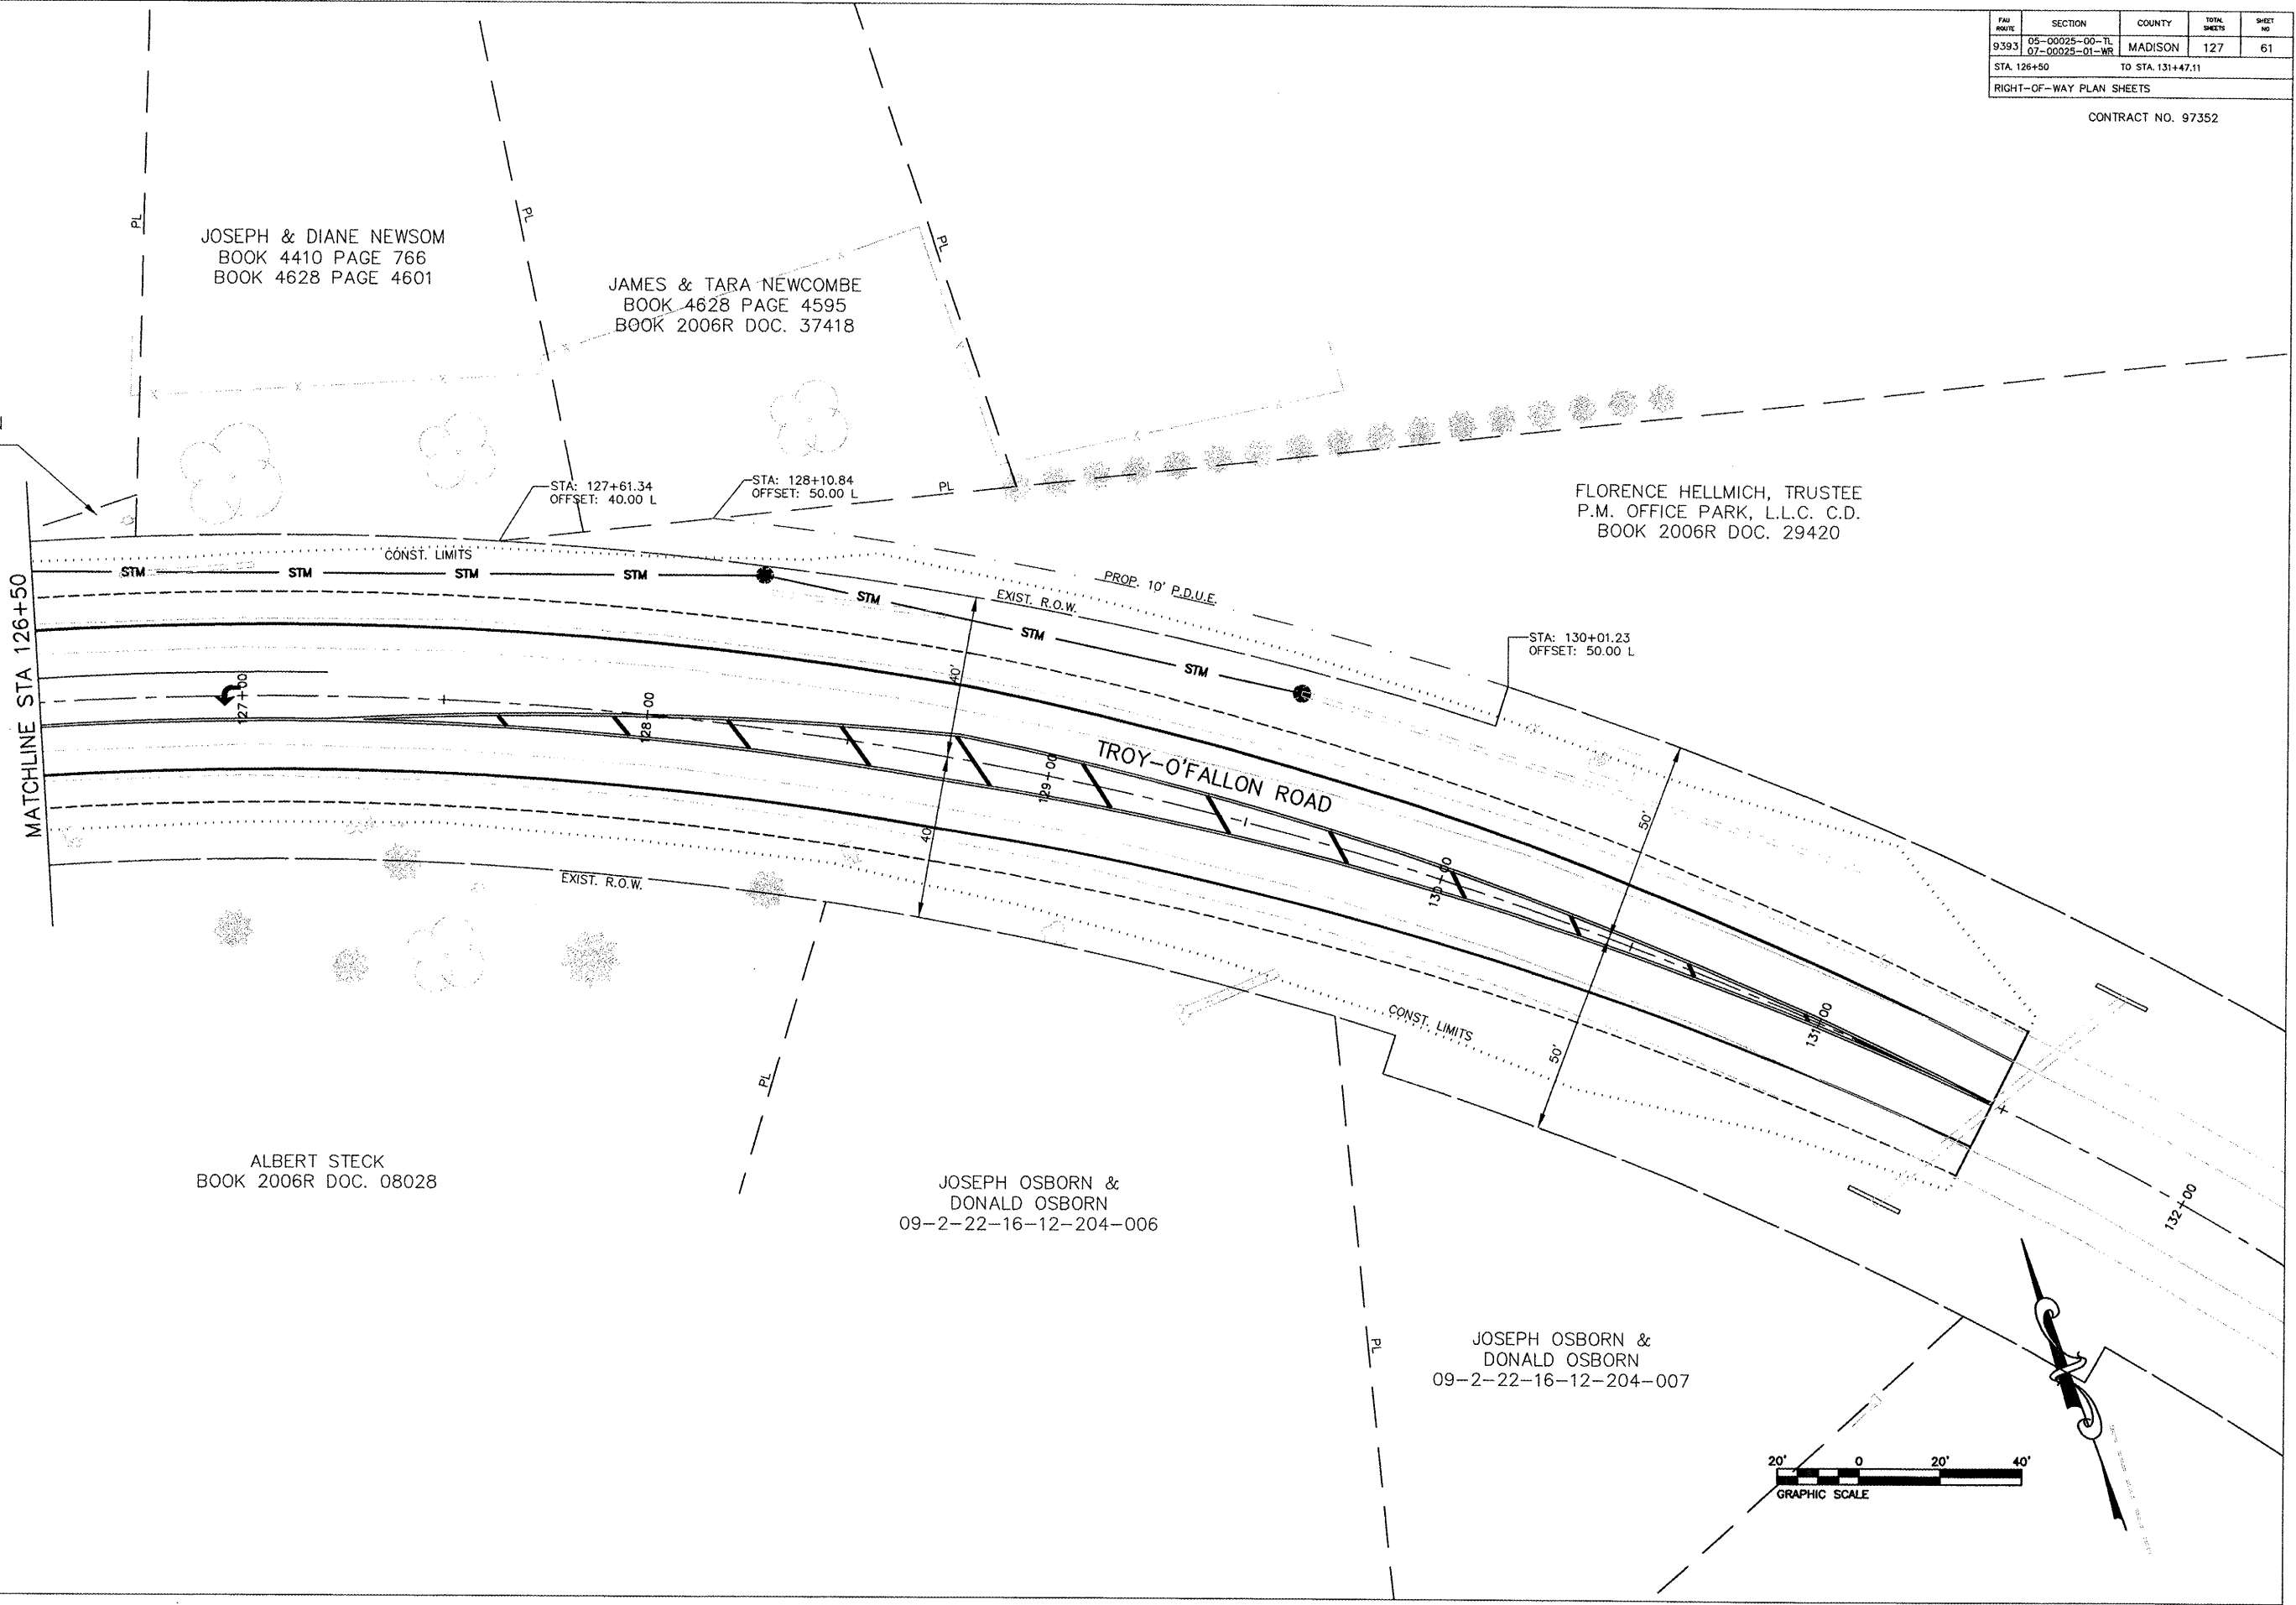 FAU ROUTE
SECTION
COUNTY
TOTAL SHEETS
SHEET NO
9393
05-00025-00-TL
07-00025-01-WR
MADISON
127
61
STA. 126+50 TO STA. 131+47.11
RIGHT-OF-WAY PLAN SHEETS
CONTRACT NO. 97352
PL
PL
PL
JOSEPH & DIANE NEWSOM
BOOK 4410 PAGE 766
BOOK 4628 PAGE 4601
JAMES & TARA NEWCOMBE
BOOK 4628 PAGE 4595
BOOK 2006R DOC. 37418
STA: 127+61.34
OFFSET: 40.00 L
STA: 128+10.84
OFFSET: 50.00 L
PL
FLORENCE HELLMICH, TRUSTEE
P.M. OFFICE PARK, L.L.C. C.D.
BOOK 2006R DOC. 29420
CONST. LIMITS
STM
STM
STM
STM
STM
STM
STM
PROP. 10' P.D.U.E.
EXIST. R.O.W.
STA: 130+01.23
OFFSET: 50.00 L
MATCHLINE STA 126+50
127+00
128+00
129+00
130+00
131+00
132+00
40'
40'
TROY-O'FALLON ROAD
50'
50'
EXIST. R.O.W.
CONST. LIMITS
PL
PL
ALBERT STECK
BOOK 2006R DOC. 08028
JOSEPH OSBORN &
DONALD OSBORN
09-2-22-16-12-204-006
JOSEPH OSBORN &
DONALD OSBORN
09-2-22-16-12-204-007
20' 0 20' 40'
GRAPHIC SCALE